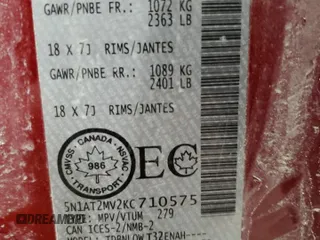 GAWR/PNBE FR.: 1072 KG
2363 LB
18 X 7J RIMS/JANTES
GAWR/PNBE RR.: 1089 KG
2401 LB
18 X 7J RIMS/JANTES
CANADA
CMVSS NSVAC
986
EC
5N1AT2MV2KC710575
MPV/VTUM 279
CAN ICES-2/NMB-2